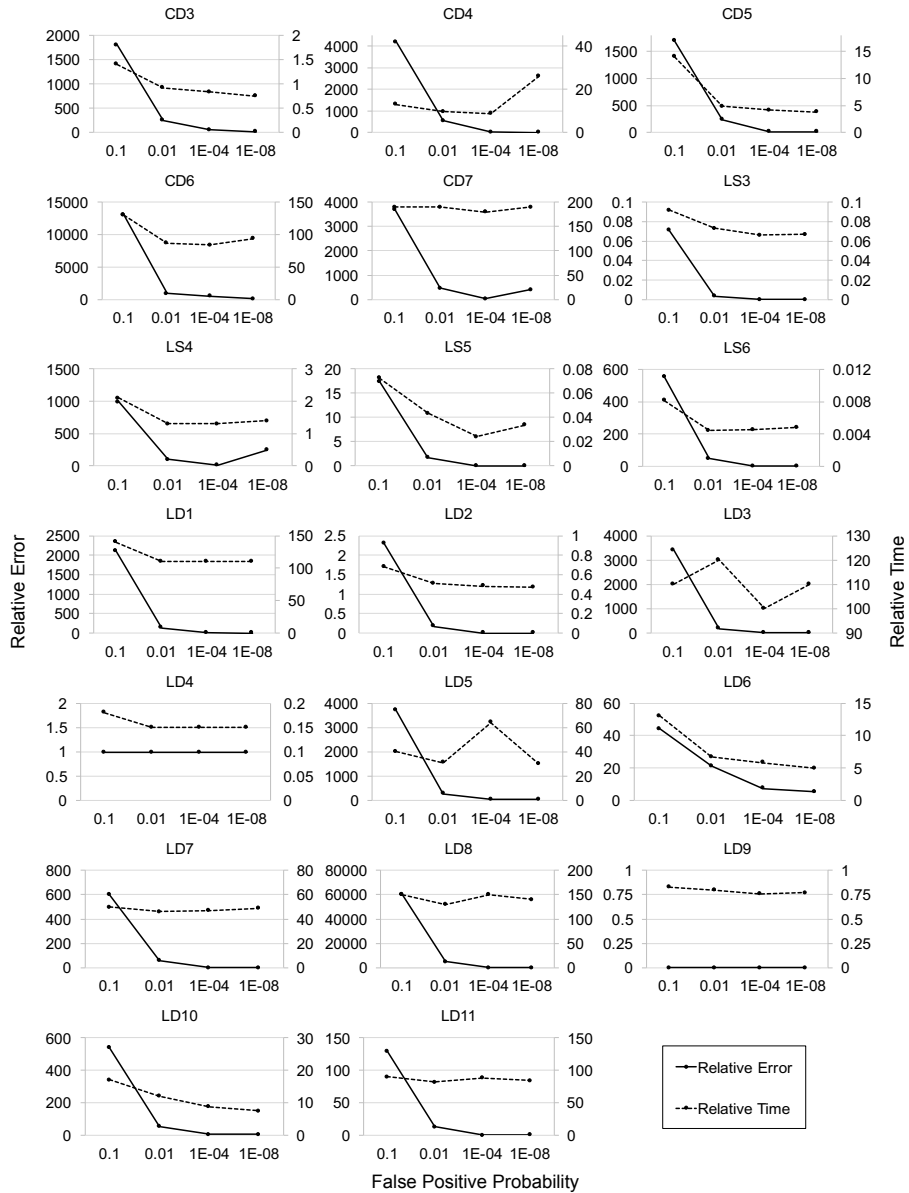 CD3
CD4
CD5
2000 2 4000 40 1500 15
1500 1.5 3000
1000 1 2000 20 1000 10
500 0.5 1000 500 5
0 0 0 0 0 0
0.1 0.01 1E-04 1E-08 0.1 0.01 1E-04 1E-08 0.1 0.01 1E-04 1E-08
CD6
CD7
LS3
15000 150 4000 200 0.1 0.1
3000 150 0.08 0.08
10000 100 2000 100 0.06 0.06
5000 50 1000 50 0.04 0.04
0.02 0.02
0 0 0 0 0 0
0.1 0.01 1E-04 1E-08 0.1 0.01 1E-04 1E-08 0.1 0.01 1E-04 1E-08
LS4
LS5
LS6
1500 3 20 0.08 600 0.012
1000 2 15 0.06 400 0.008
10 0.04
500 1 5 0.02 200 0.004
0 0 0 0 0 0
0.1 0.01 1E-04 1E-08 0.1 0.01 1E-04 1E-08 0.1 0.01 1E-04 1E-08
LD1
LD2
LD3
2500 150 2.5 1 4000 130
2000 2 0.8 3000 120
1500 100 1.5 0.6 2000 110
1000 50 1 0.4
500 0.5 0.2 1000 100
0 0 0 0 0 90
0.1 0.01 1E-04 1E-08 0.1 0.01 1E-04 1E-08 0.1 0.01 1E-04 1E-08
Relative Error
Relative Time
LD4
LD5
LD6
2 0.2 4000 80 60 15
1.5 0.15 3000 60 40 10
1 0.1 2000 40
0.5 0.05 1000 20 20 5
0 0 0 0 0 0
0.1 0.01 1E-04 1E-08 0.1 0.01 1E-04 1E-08 0.1 0.01 1E-04 1E-08
LD7
LD8
LD9
800 80 80000 200 1 1
600 60 60000 150 0.75 0.75
400 40 40000 100 0.5 0.5
200 20 20000 50 0.25 0.25
0 0 0 0 0 0
0.1 0.01 1E-04 1E-08 0.1 0.01 1E-04 1E-08 0.1 0.01 1E-04 1E-08
LD10
LD11
600 30 150 150
400 20 100 100
200 10 50 50
0 0 0 0
0.1 0.01 1E-04 1E-08 0.1 0.01 1E-04 1E-08
Relative Error
Relative Time
False Positive Probability